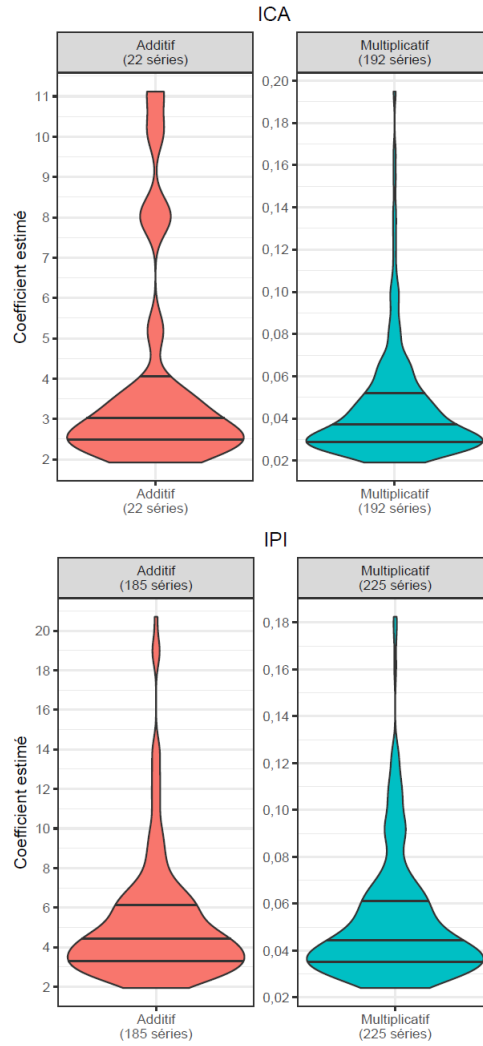 ICA
Additif
(22 séries)
Multiplicatif
(192 séries)
Coefficient estimé
11
10
9
8
7
6
5
4
3
2
0,20
0,18
0,16
0,14
0,12
0,10
0,08
0,06
0,04
0,02
Additif
(22 séries)
Multiplicatif
(192 séries)
IPI
Additif
(185 séries)
Multiplicatif
(225 séries)
Coefficient estimé
20
18
16
14
12
10
8
6
4
2
0,18
0,16
0,14
0,12
0,10
0,08
0,06
0,04
0,02
Additif
(185 séries)
Multiplicatif
(225 séries)